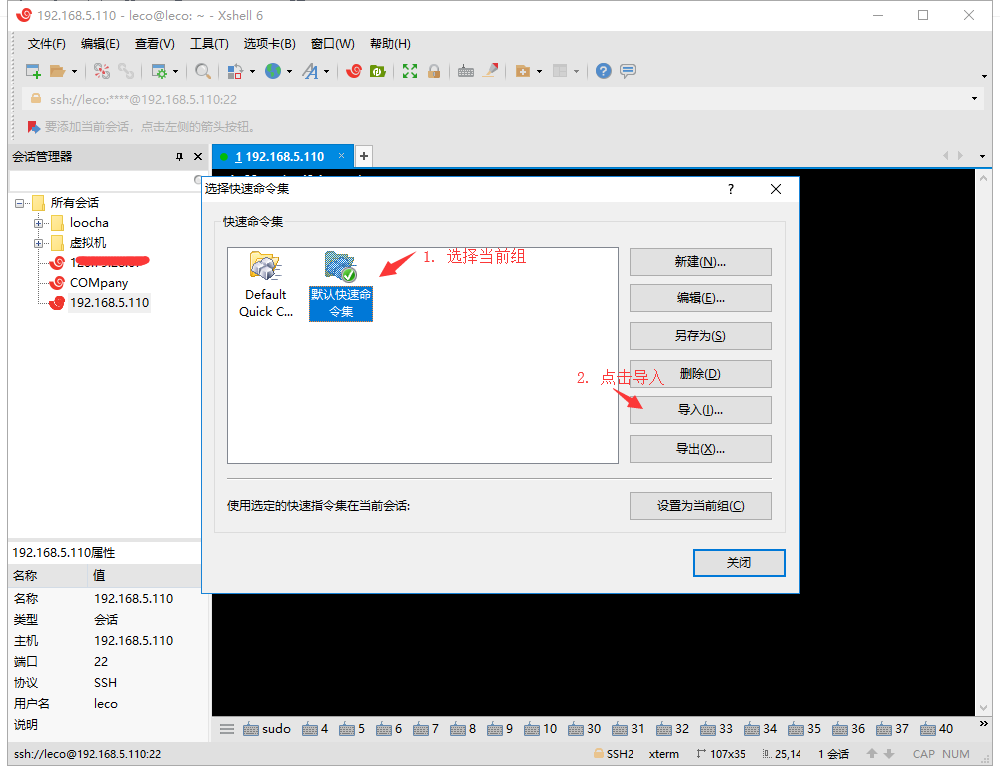 192.168.5.110 - leco@leco: ~ - Xshell 6
文件(F) 编辑(E) 查看(V) 工具(T) 选项卡(B) 窗口(W) 帮助(H)
ssh://leco:****@192.168.5.110:22
要添加当前会话，点击左侧的箭头按钮。
会话管理器
1 192.168.5.110
所有会话
loocha
虚拟机
COMpany
192.168.5.110
选择快速命令集
快速命令集
Default
Quick C...
默认快速命
令集
1. 选择当前组
新建(N)...
编辑(E)...
另存为(S)
删除(D)
2. 点击导入
导入(I)...
导出(X)...
使用选定的快速指令集在当前会话:
设置为当前组(C)
关闭
192.168.5.110属性
名称 值
名称 192.168.5.110
类型 会话
主机 192.168.5.110
端口 22
协议 SSH
用户名 leco
说明
sudo 4 5 6 7 8 9 10 30 31 32 33 34 35 36 37 40
ssh://leco@192.168.5.110:22 SSH2 xterm 107x35 25,14 1 会话 CAP NUM